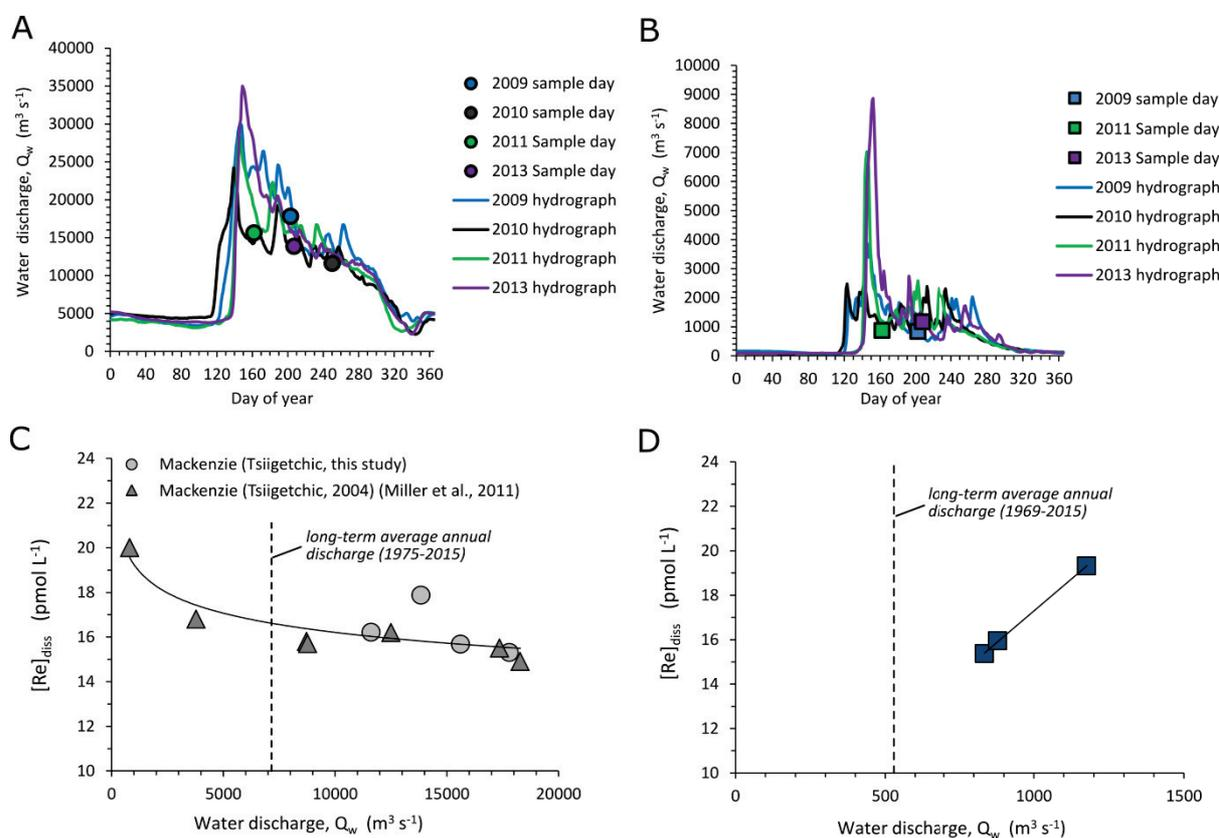 A
Water discharge, Qw (m³ s⁻¹)
40000
35000
30000
25000
20000
15000
10000
5000
0
0 40 80 120 160 200 240 280 320 360
Day of year
2009 sample day
2010 sample day
2011 Sample day
2013 Sample day
2009 hydrograph
2010 hydrograph
2011 hydrograph
2013 hydrograph
B
Water discharge, Qw (m³ s⁻¹)
10000
9000
8000
7000
6000
5000
4000
3000
2000
1000
0
0 40 80 120 160 200 240 280 320 360
Day of year
2009 sample day
2011 Sample day
2013 Sample day
2009 hydrograph
2010 hydrograph
2011 hydrograph
2013 hydrograph
C
[Re]diss (pmol L⁻¹)
24
22
20
18
16
14
12
10
Mackenzie (Tsiigetchic, this study)
Mackenzie (Tsiigetchic, 2004) (Miller et al., 2011)
long-term average annual
discharge (1975-2015)
0 5000 10000 15000 20000
Water discharge, Qw (m³ s⁻¹)
D
[Re]diss (pmol L⁻¹)
24
22
20
18
16
14
12
10
long-term average annual
discharge (1969-2015)
0 500 1000 1500
Water discharge, Qw (m³ s⁻¹)